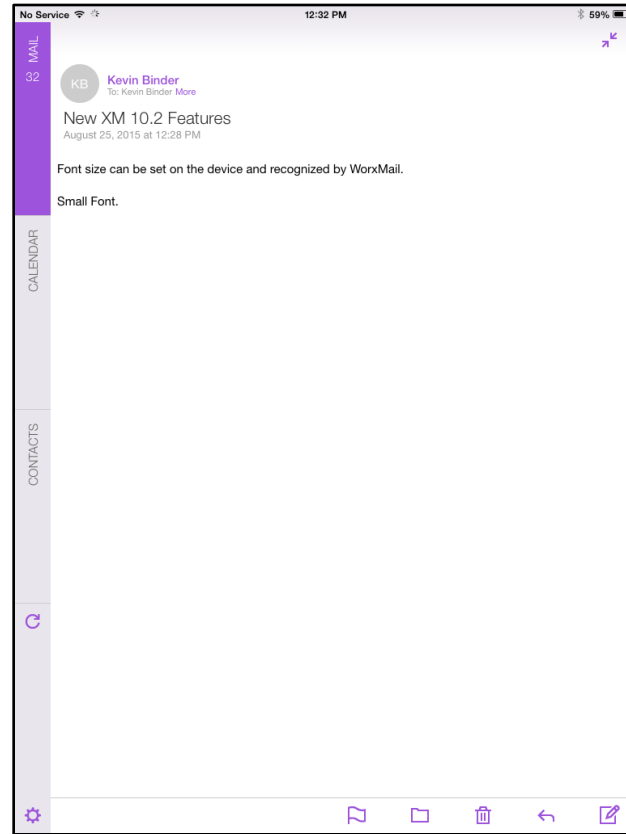 No Service 12:32 PM 59%
MAIL
32
KB
Kevin Binder
To: Kevin Binder More
New XM 10.2 Features
August 25, 2015 at 12:28 PM
Font size can be set on the device and recognized by WorxMail.
Small Font.
CALENDAR
CONTACTS